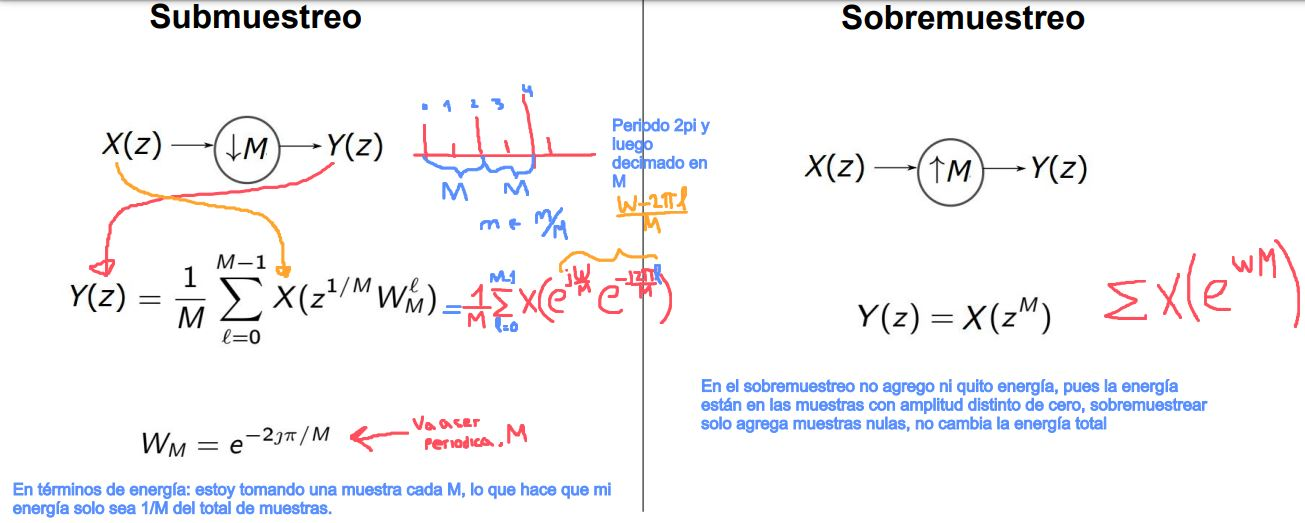 Submuestreo
0 1 2 3 4
X(z) → ↓M → Y(z)
M M
m ← m/M
Periodo 2pi y
luego
decimado en
M
W-2πl
M
Y(z) = 1/M ∑_{ℓ=0}^{M−1} X(z^{1/M} W_M^ℓ) = 1/M ∑_{l=0}^{M-1} X(e^{jW/M} e^{-j2πl/M})
W_M = e^{−2ȷπ/M}
Va a ser
Periodica. M
En términos de energía: estoy tomando una muestra cada M, lo que hace que mi
energía solo sea 1/M del total de muestras.
Sobremuestreo
X(z) → ↑M → Y(z)
Y(z) = X(z^M)
∑ X(e^{WM})
En el sobremuestreo no agrego ni quito energía, pues la energía
están en las muestras con amplitud distinto de cero, sobremuestrear
solo agrega muestras nulas, no cambia la energía total